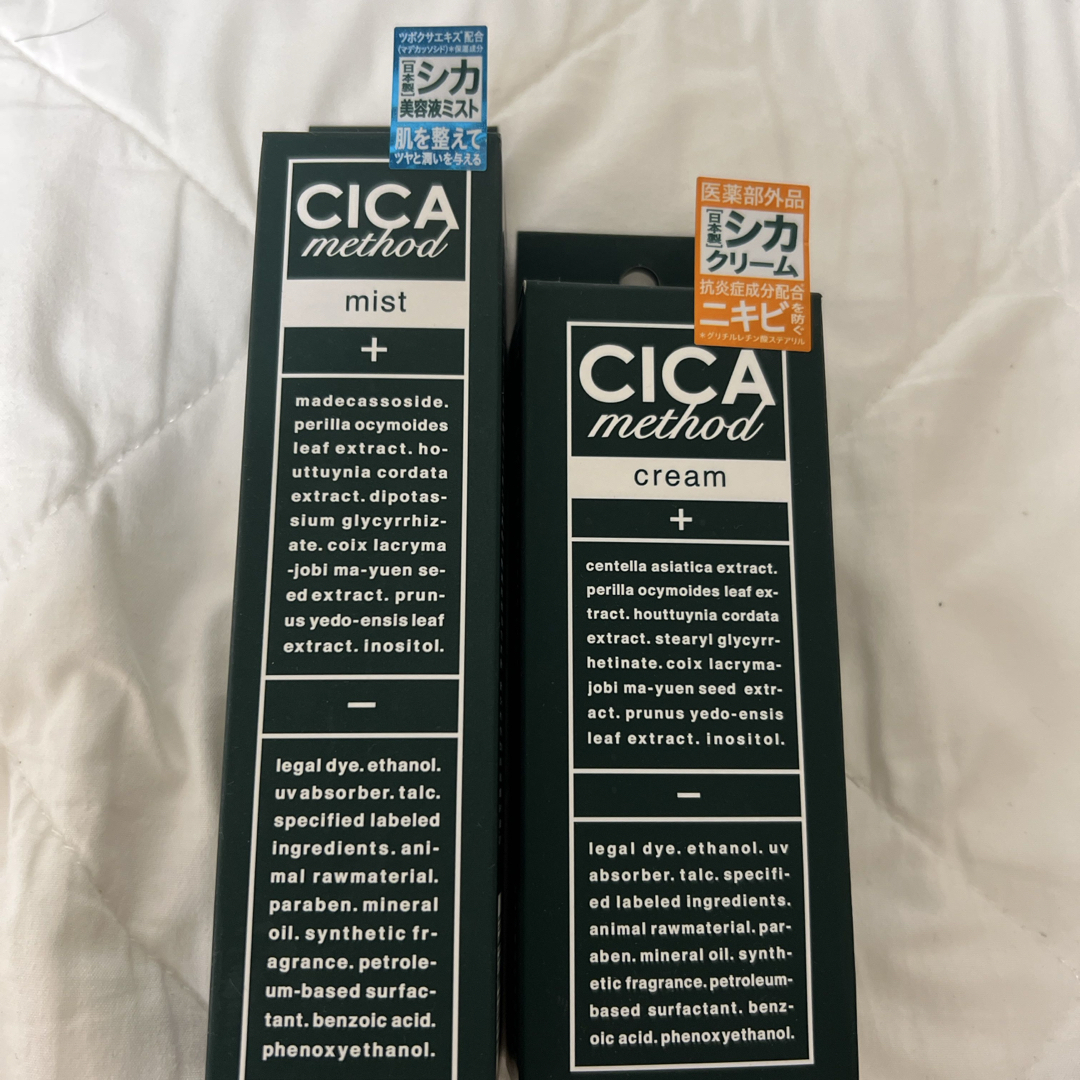 ツボクサエキス*配合
(マデカッソシド)*保湿成分
[日本製]シカ
美容液ミスト
肌を整えて
ツヤと潤いを与える
CICA
method
mist
+
madecassoside.
perilla ocymoides
leaf extract. ho-
uttuynia cordata
extract. dipotas-
sium glycyrrhiz-
ate. coix lacryma
-jobi ma-yuen se-
ed extract. prun-
us yedo-ensis leaf
extract. inositol.
−
legal dye. ethanol.
uv absorber. talc.
specified labeled
ingredients. ani-
mal rawmaterial.
paraben. mineral
oil. synthetic fr-
agrance. petrole-
um-based surfac-
tant. benzoic acid.
phenoxyethanol.
医薬部外品
[日本製]シカ
クリーム
抗炎症成分配合*
ニキビを防ぐ
*グリチルレチン酸ステアリル
CICA
method
cream
+
centella asiatica extract.
perilla ocymoides leaf ex-
tract. houttuynia cordata
extract. stearyl glycyrr-
hetinate. coix lacryma-
jobi ma-yuen seed extr-
act. prunus yedo-ensis
leaf extract. inositol.
−
legal dye. ethanol. uv
absorber. talc. specifi-
ed labeled ingredients.
animal rawmaterial. par-
aben. mineral oil. synth-
etic fragrance. petroleum-
based surfactant. benz-
oic acid. phenoxyethanol.